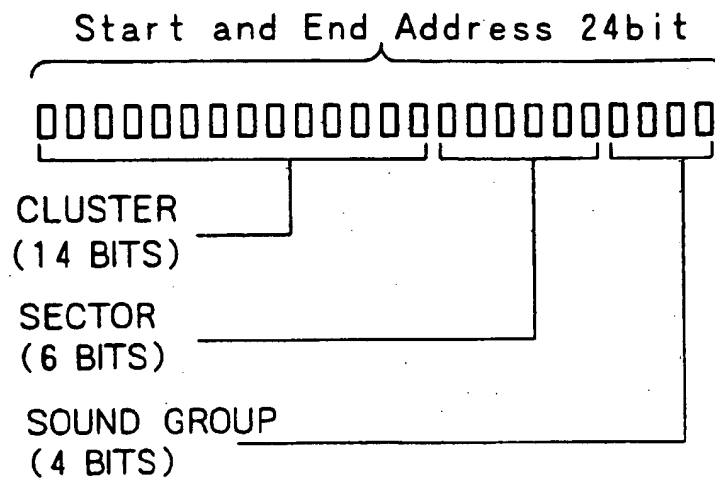 Start and End Address 24bit
CLUSTER
(14 BITS)
SECTOR
(6 BITS)
SOUND GROUP
(4 BITS)